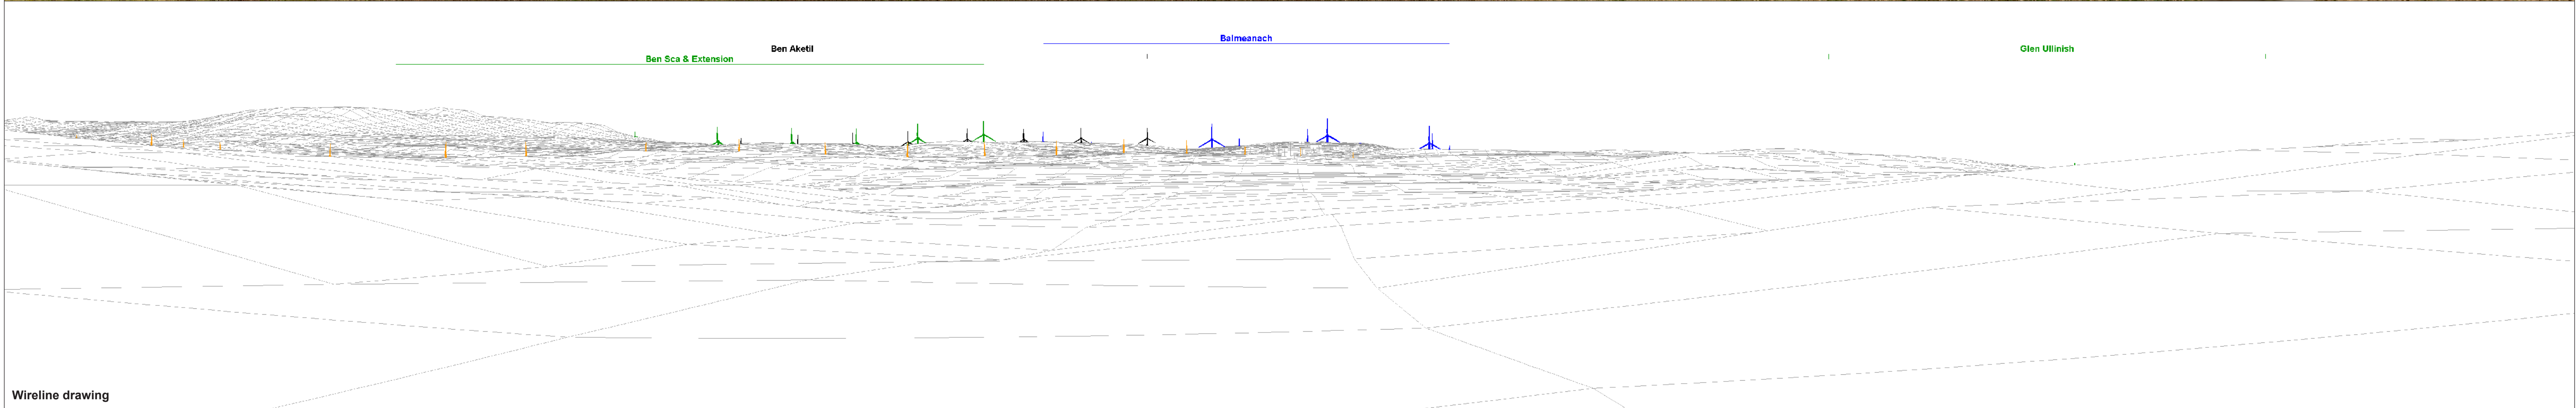 Balmeanach
Ben Aketil
Glen Ullinish
Ben Sca & Extension
Wireline drawing